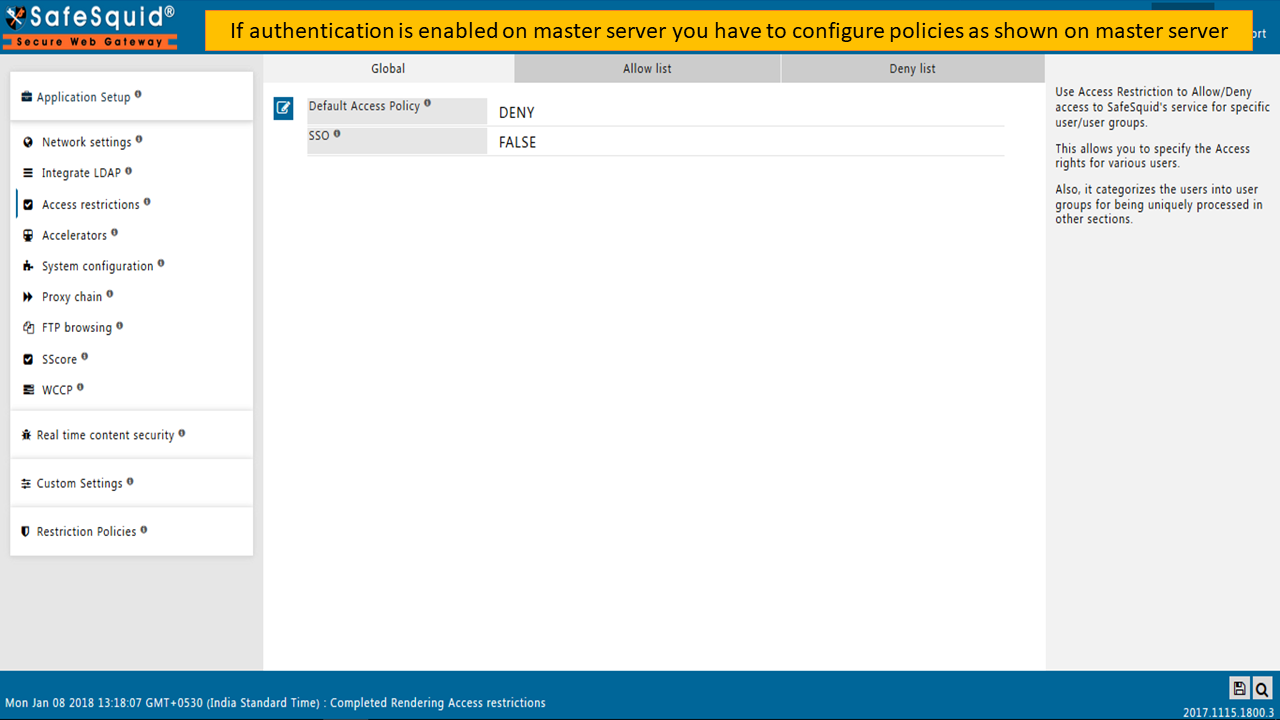 SafeSquid®
Secure Web Gateway
If authentication is enabled on master server you have to configure policies as shown on master server
ort
Application Setup
Network settings
Integrate LDAP
Access restrictions
Accelerators
System configuration
Proxy chain
FTP browsing
SScore
WCCP
Real time content security
Custom Settings
Restriction Policies
Global
Allow list
Deny list
Default Access Policy
DENY
SSO
FALSE
Use Access Restriction to Allow/Deny
access to SafeSquid's service for specific
user/user groups.
This allows you to specify the Access
rights for various users.
Also, it categorizes the users into user
groups for being uniquely processed in
other sections.
Mon Jan 08 2018 13:18:07 GMT+0530 (India Standard Time) : Completed Rendering Access restrictions
2017.1115.1800.3